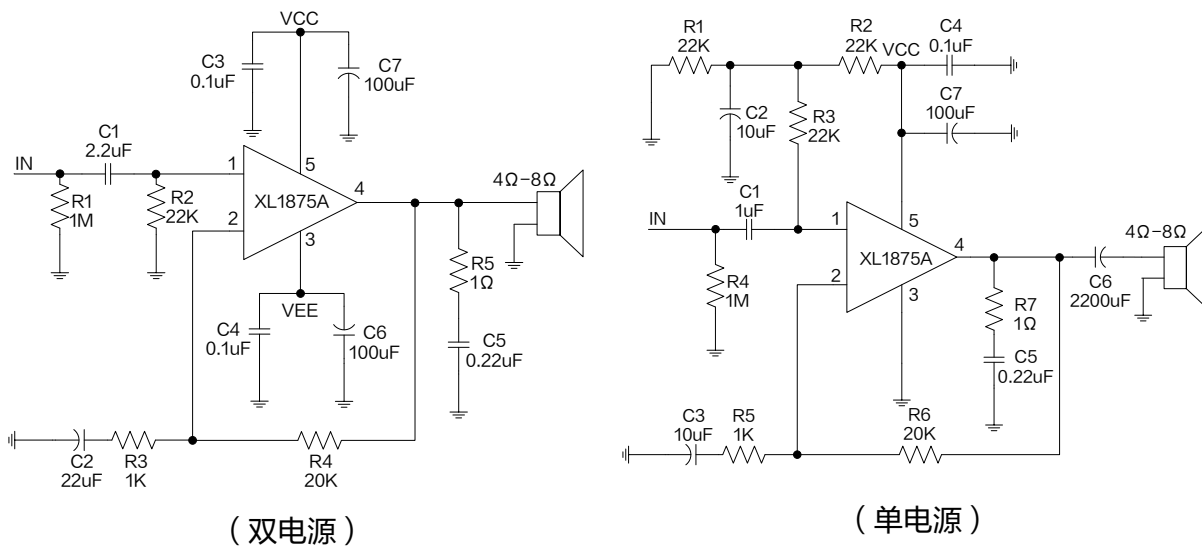 VCC
C3
0.1uF
C7
100uF
C1
2.2uF
IN
R1
1M
R2
22K
1
2
5
XL1875A
4
3
4Ω-8Ω
VEE
C4
0.1uF
C6
100uF
R5
1Ω
C5
0.22uF
C2
22uF
R3
1K
R4
20K
（双电源）
R1
22K
R2
22K
VCC
C4
0.1uF
C2
10uF
R3
22K
C7
100uF
C1
1uF
IN
R4
1M
1
2
5
XL1875A
4
3
4Ω-8Ω
C6
2200uF
R7
1Ω
C5
0.22uF
C3
10uF
R5
1K
R6
20K
（单电源）